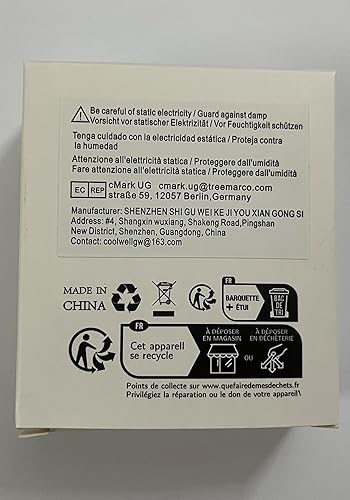 Be careful of static electricity / Guard against damp
Vorsicht vor statischer Elektrizität / Vor Feuchtigkeit schützen
Tenga cuidado con la electricidad estática / Proteja contra
la humedad
Attenzione all'elettricità statica / Proteggere dall'umidità
Fare attenzione all'elettricità statica / Proteggere dall'umidità
EC REP
cMark UG cmark.ug@treemarco.com
straße 59, 12057 Berlin,Germany
Manufacturer: SHENZHEN SHI GU WEI KE JI YOU XIAN GONG SI
Address: #4, Shangxin wuxiang, Shakeng Road,Pingshan
New District, Shenzhen, Guangdong, China
Contact: coolwellgw@163.com
MADE IN
CHINA
FR
BARQUETTE
+ ÉTUI
BAC
DE
TRI
FR
Cet appareil
se recycle
À DÉPOSER
EN MAGASIN
OU
À DÉPOSER
EN DÉCHÈTERIE
Points de collecte sur www.quefairedemesdechets.fr
Privilégiez la réparation ou le don de votre appareil\